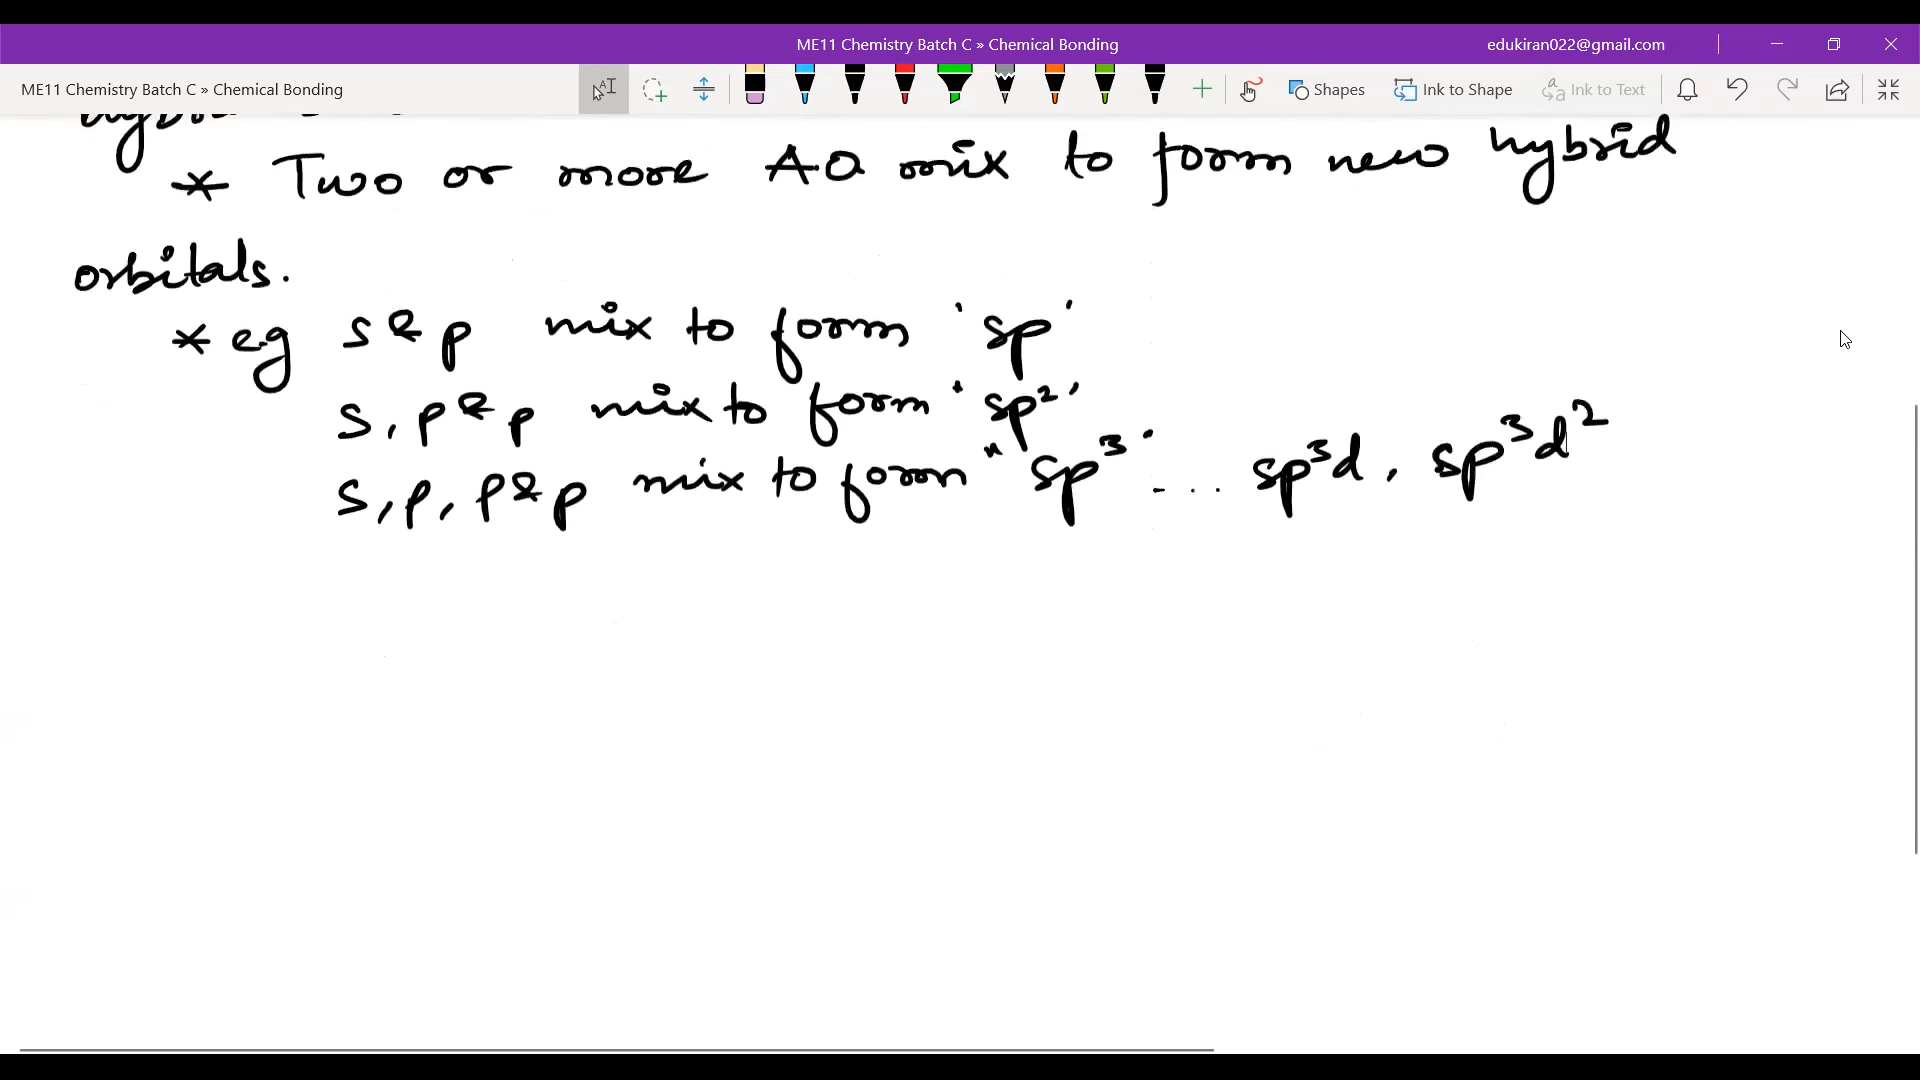 ME11 Chemistry Batch C » Chemical Bonding
edukiran022@gmail.com
ME11 Chemistry Batch C » Chemical Bonding
Shapes
Ink to Shape
Ink to Text
* Two or more AO mix to form new hybrid
orbitals.
* eg s & p mix to form 'sp'
s, p & p mix to form 'sp²'
s, p, p & p mix to form "sp³' ... sp³d, sp³d²